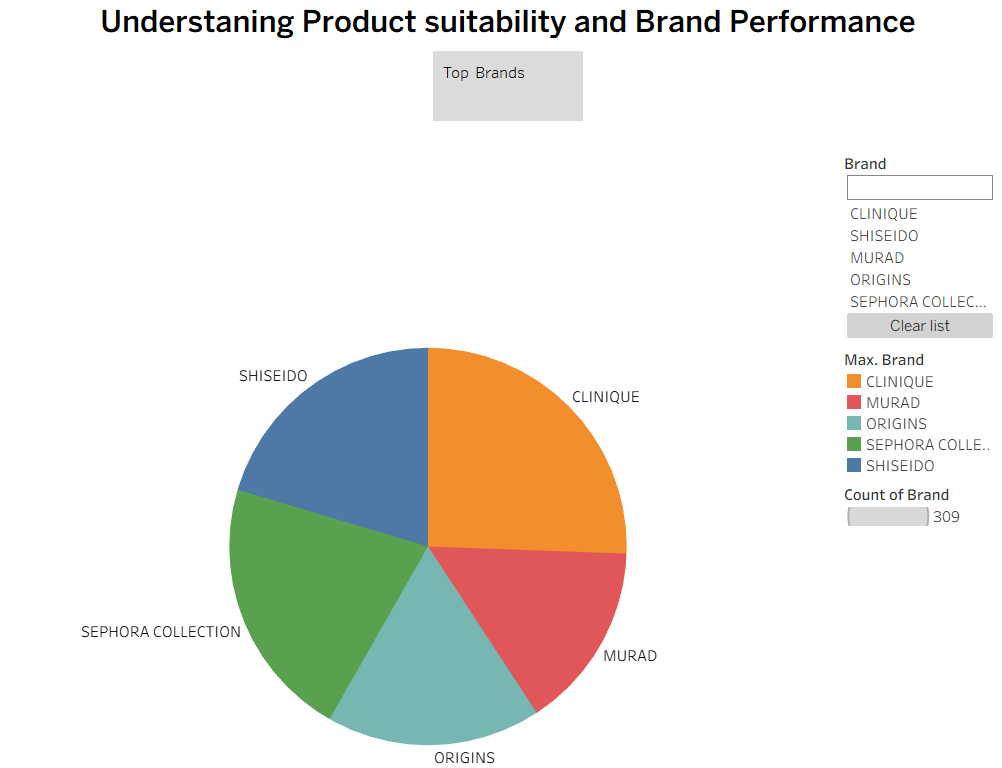 Understaning Product suitability and Brand Performance
Top Brands
Brand
CLINIQUE
SHISEIDO
MURAD
ORIGINS
SEPHORA COLLEC...
Clear list
Max. Brand
CLINIQUE
MURAD
ORIGINS
SEPHORA COLLE..
SHISEIDO
Count of Brand
309
SHISEIDO
CLINIQUE
SEPHORA COLLECTION
MURAD
ORIGINS